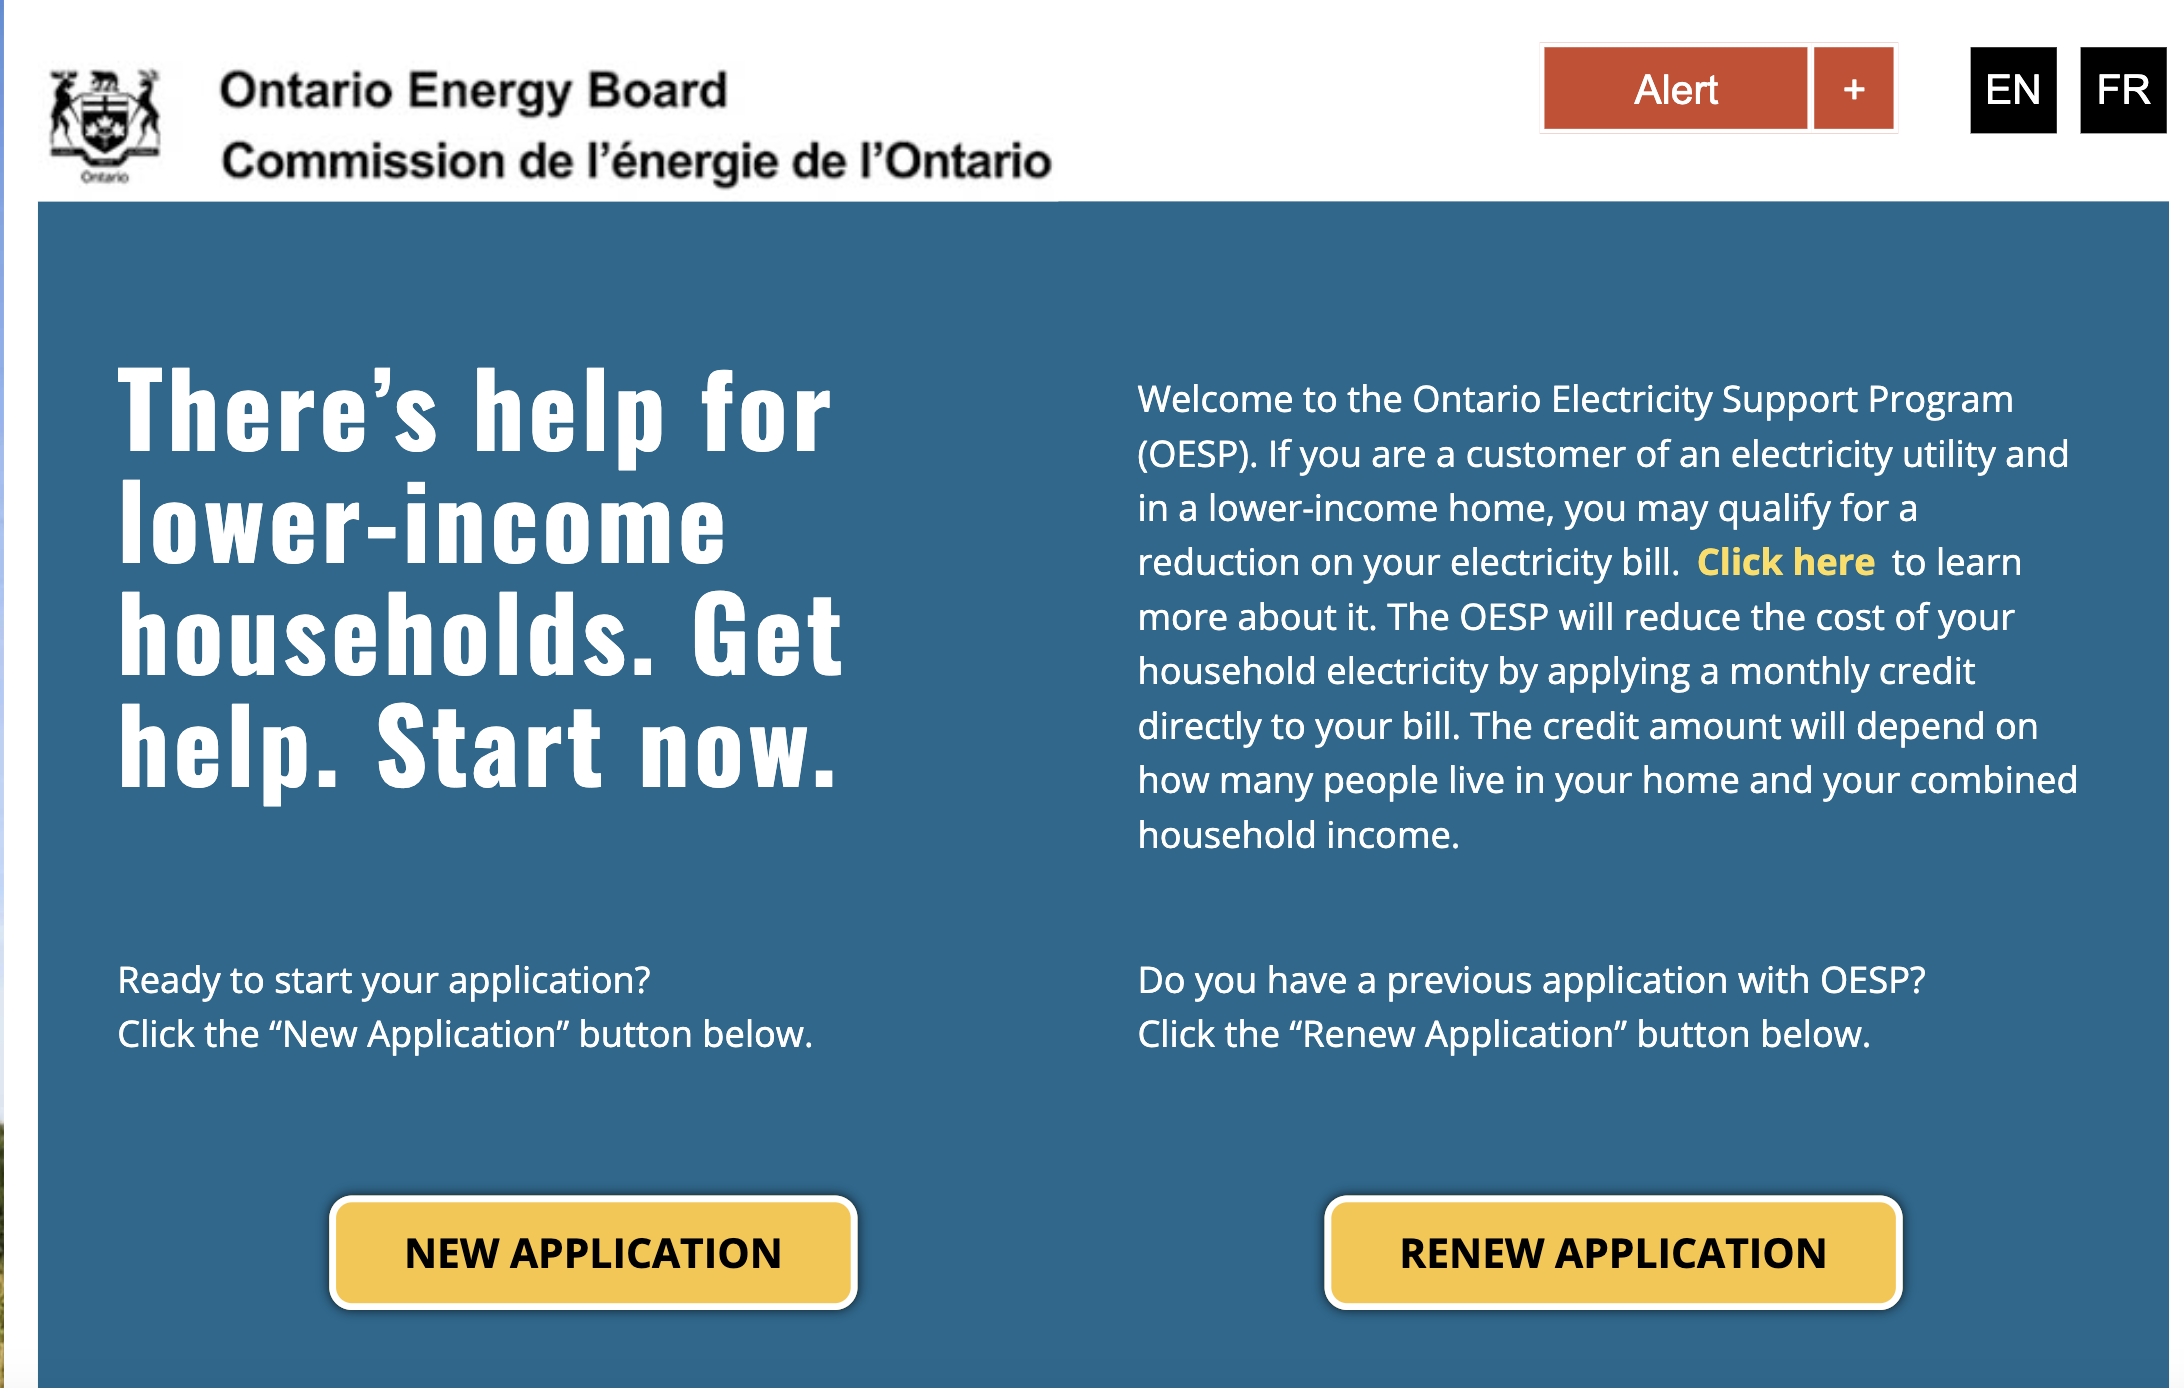 Ontario Energy Board
Commission de l’énergie de l’Ontario
Ontario
Alert
+
EN
FR
There’s help for
lower-income
households. Get
help. Start now.
Welcome to the Ontario Electricity Support Program
(OESP). If you are a customer of an electricity utility and
in a lower-income home, you may qualify for a
reduction on your electricity bill. Click here to learn
more about it. The OESP will reduce the cost of your
household electricity by applying a monthly credit
directly to your bill. The credit amount will depend on
how many people live in your home and your combined
household income.
Ready to start your application?
Click the “New Application” button below.
Do you have a previous application with OESP?
Click the “Renew Application” button below.
NEW APPLICATION
RENEW APPLICATION